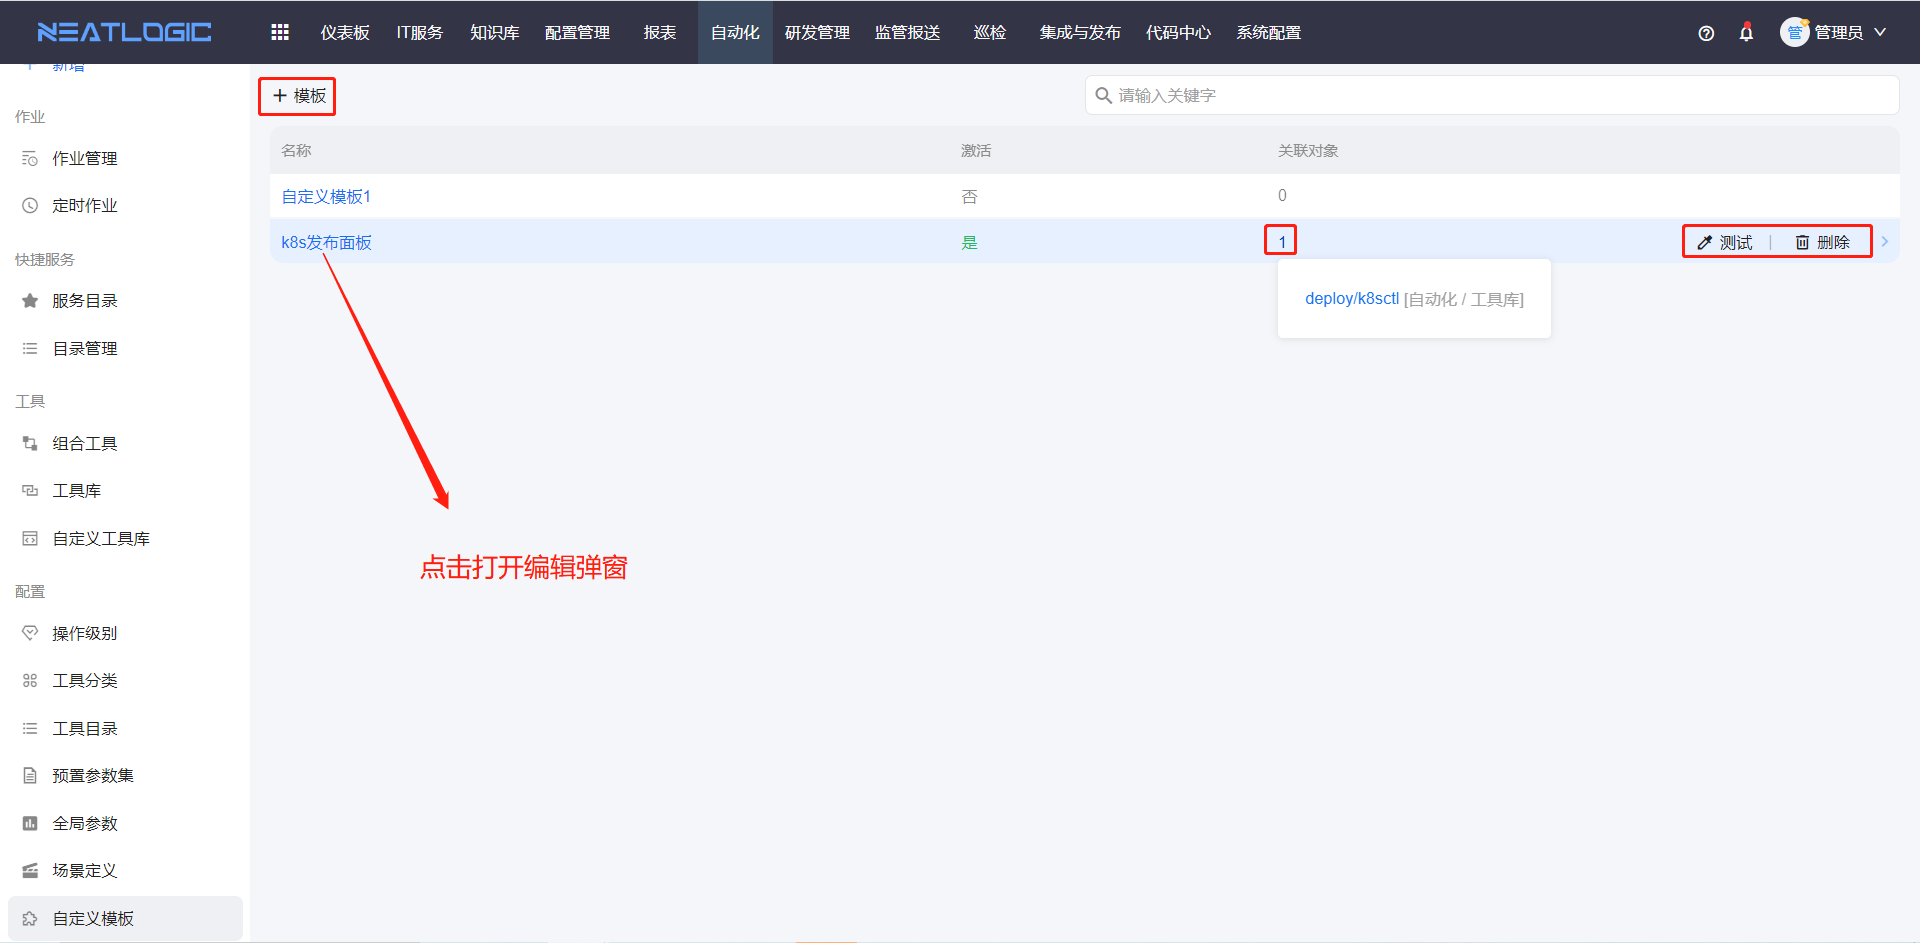 NEATLOGIC
仪表板
IT服务
知识库
配置管理
报表
自动化
研发管理
监管报送
巡检
集成与发布
代码中心
系统配置
管
管理员
新增
作业
作业管理
定时作业
快捷服务
服务目录
目录管理
工具
组合工具
工具库
自定义工具库
配置
操作级别
工具分类
工具目录
预置参数集
全局参数
场景定义
自定义模板
模板
请输入关键字
名称 激活 关联对象
自定义模板1 否 0
k8s发布面板 是 1 测试 删除
deploy/k8sctl [自动化 / 工具库]
点击打开编辑弹窗